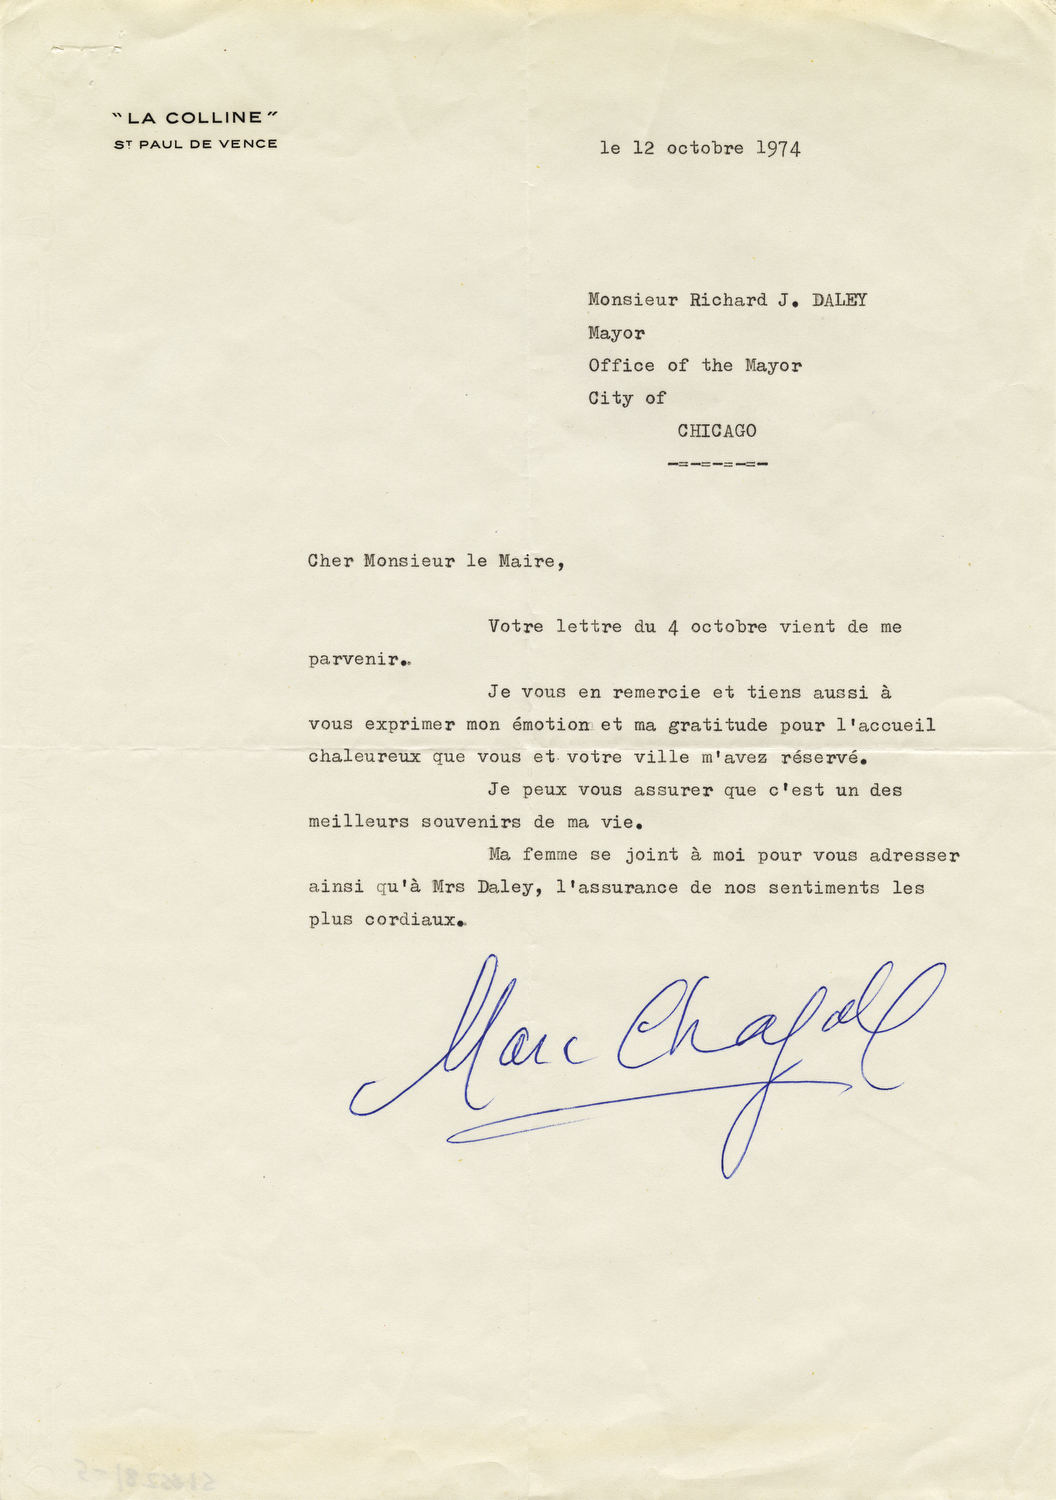 "LA COLLINE"
ST PAUL DE VENCE
le 12 octobre 1974
Monsieur Richard J. DALEY
Mayor
Office of the Mayor
City of
CHICAGO
-=-=-=-=-
Cher Monsieur le Maire,
Votre lettre du 4 octobre vient de me
parvenir..
Je vous en remercie et tiens aussi à
vous exprimer mon émotion et ma gratitude pour l'accueil
chaleureux que vous et votre ville m'avez réservé.
Je peux vous assurer que c'est un des
meilleurs souvenirs de ma vie.
Ma femme se joint à moi pour vous adresser
ainsi qu'à Mrs Daley, l'assurance de nos sentiments les
plus cordiaux..
Marc Chagall